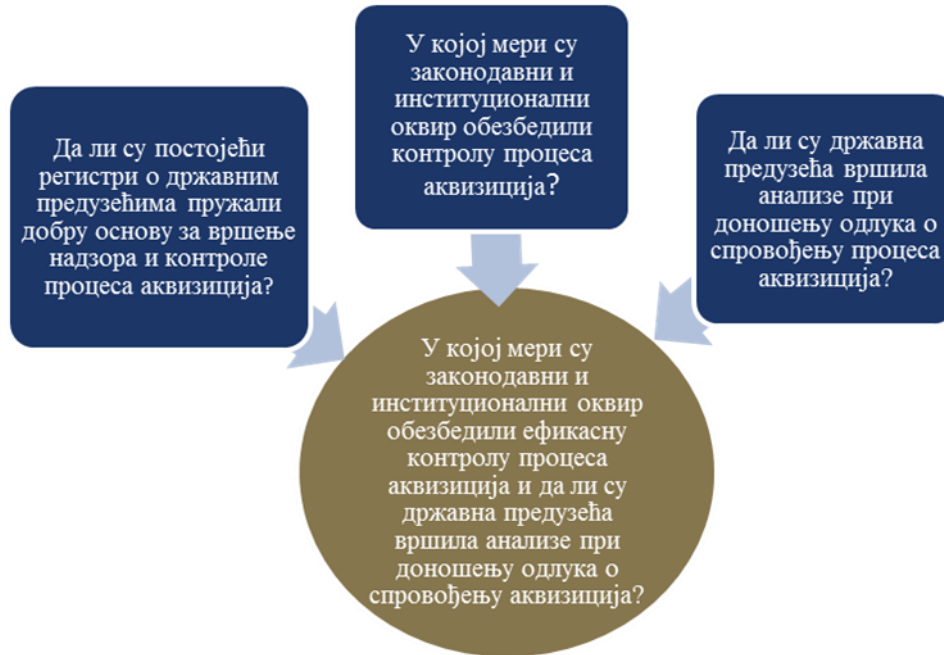 Да ли су постојећи
регистри о државним
предузећима пружали
добру основу за вршење
надзора и контроле
процеса аквизиција?
У којој мери су
законодавни и
институционални
оквир обезбедили
контролу процеса
аквизиција?
Да ли су државна
предузећа вршила
анализе при
доношењу одлука о
спровођењу процеса
аквизиција?
У којој мери су
законодавни и
институционални оквир
обезбедили ефикасну
контролу процеса
аквизиција и да ли су
државна предузећа
вршила анализе при
доношењу одлука о
спровођењу аквизиција?